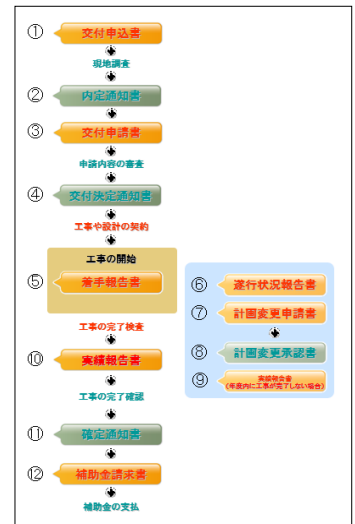 ① 交付申込書
現地調査
② 内定通知書
③ 交付申請書
申請内容の審査
④ 交付決定通知書
工事や設計の契約
工事の開始
⑤ 着手報告書
工事の完了検査
⑩ 実績報告書
工事の完了確認
⑪ 確定通知書
⑫ 補助金請求書
補助金の支払
⑥ 遂行状況報告書
⑦ 計画変更申請書
⑧ 計画変更承認書
⑨ 実績報告書
(年度内に工事が完了しない場合)